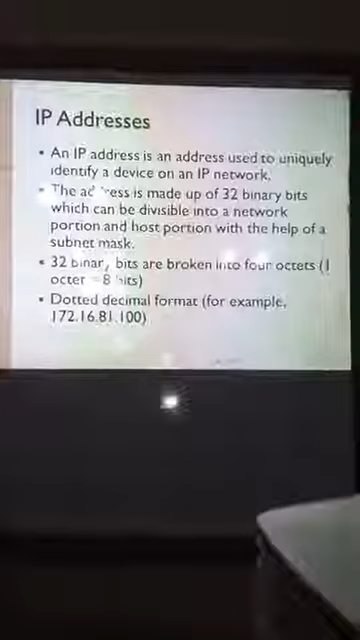 IP Addresses
• An IP address is an address used to uniquely
identify a device on an IP network.
• The address is made up of 32 binary bits
which can be divisible into a network
portion and host portion with the help of a
subnet mask.
• 32 binary bits are broken into four octets (1
octet = 8 bits)
• Dotted decimal format (for example,
172.16.81.100)